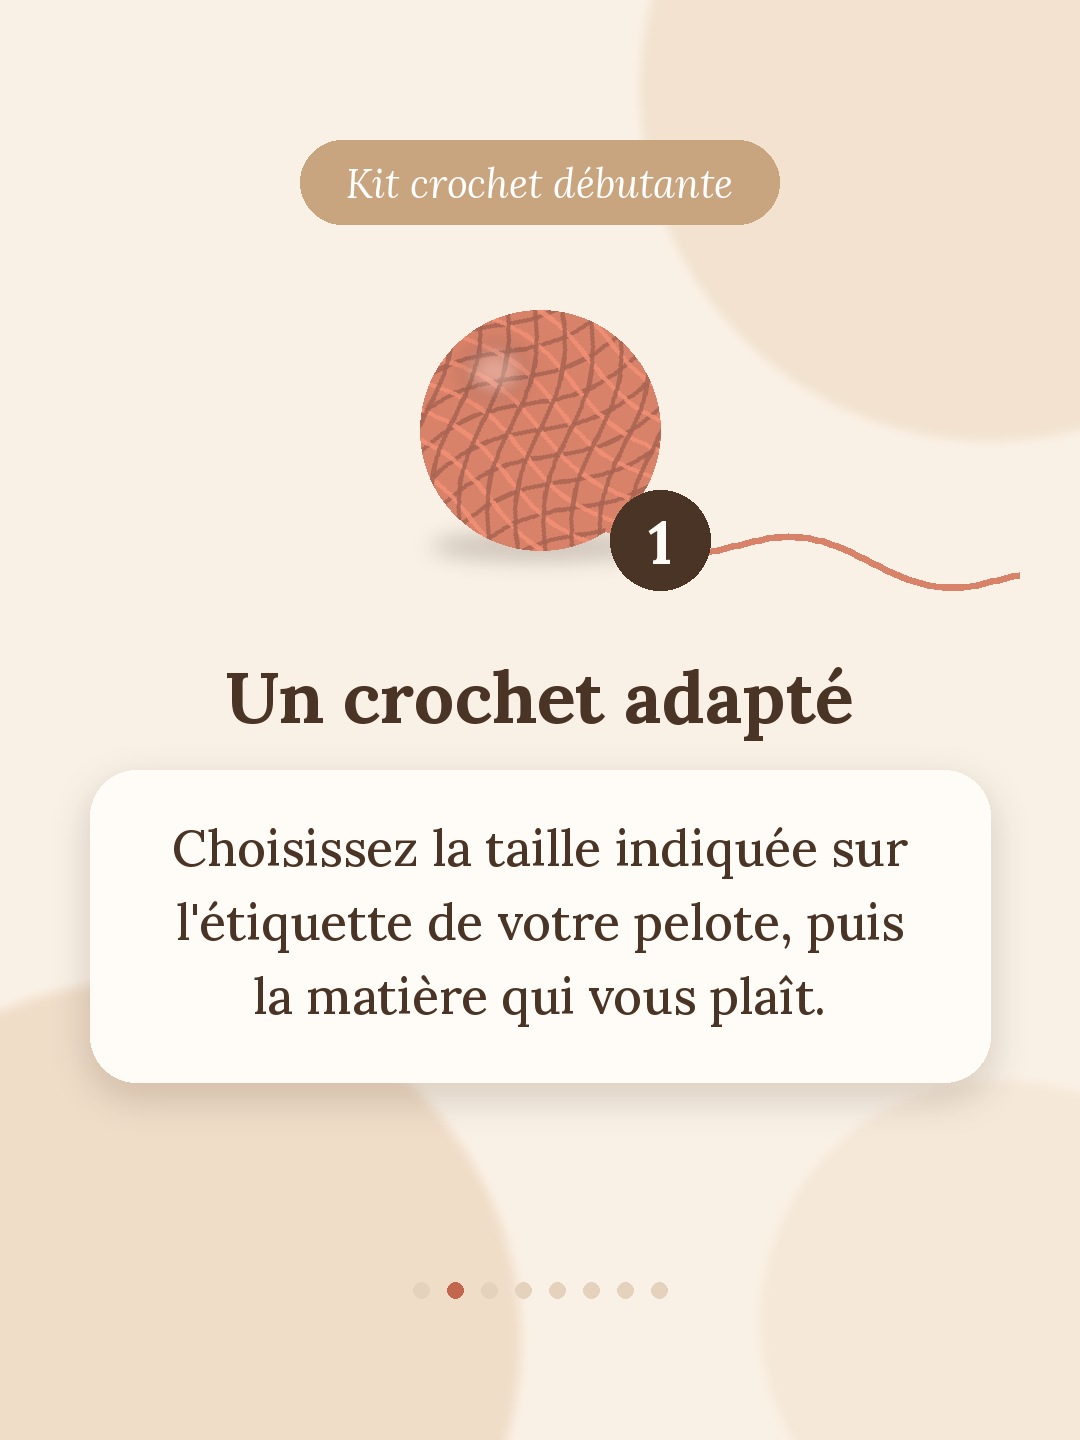 Kit crochet débutante
1
Un crochet adapté
Choisissez la taille indiquée sur
l'étiquette de votre pelote, puis
la matière qui vous plaît.